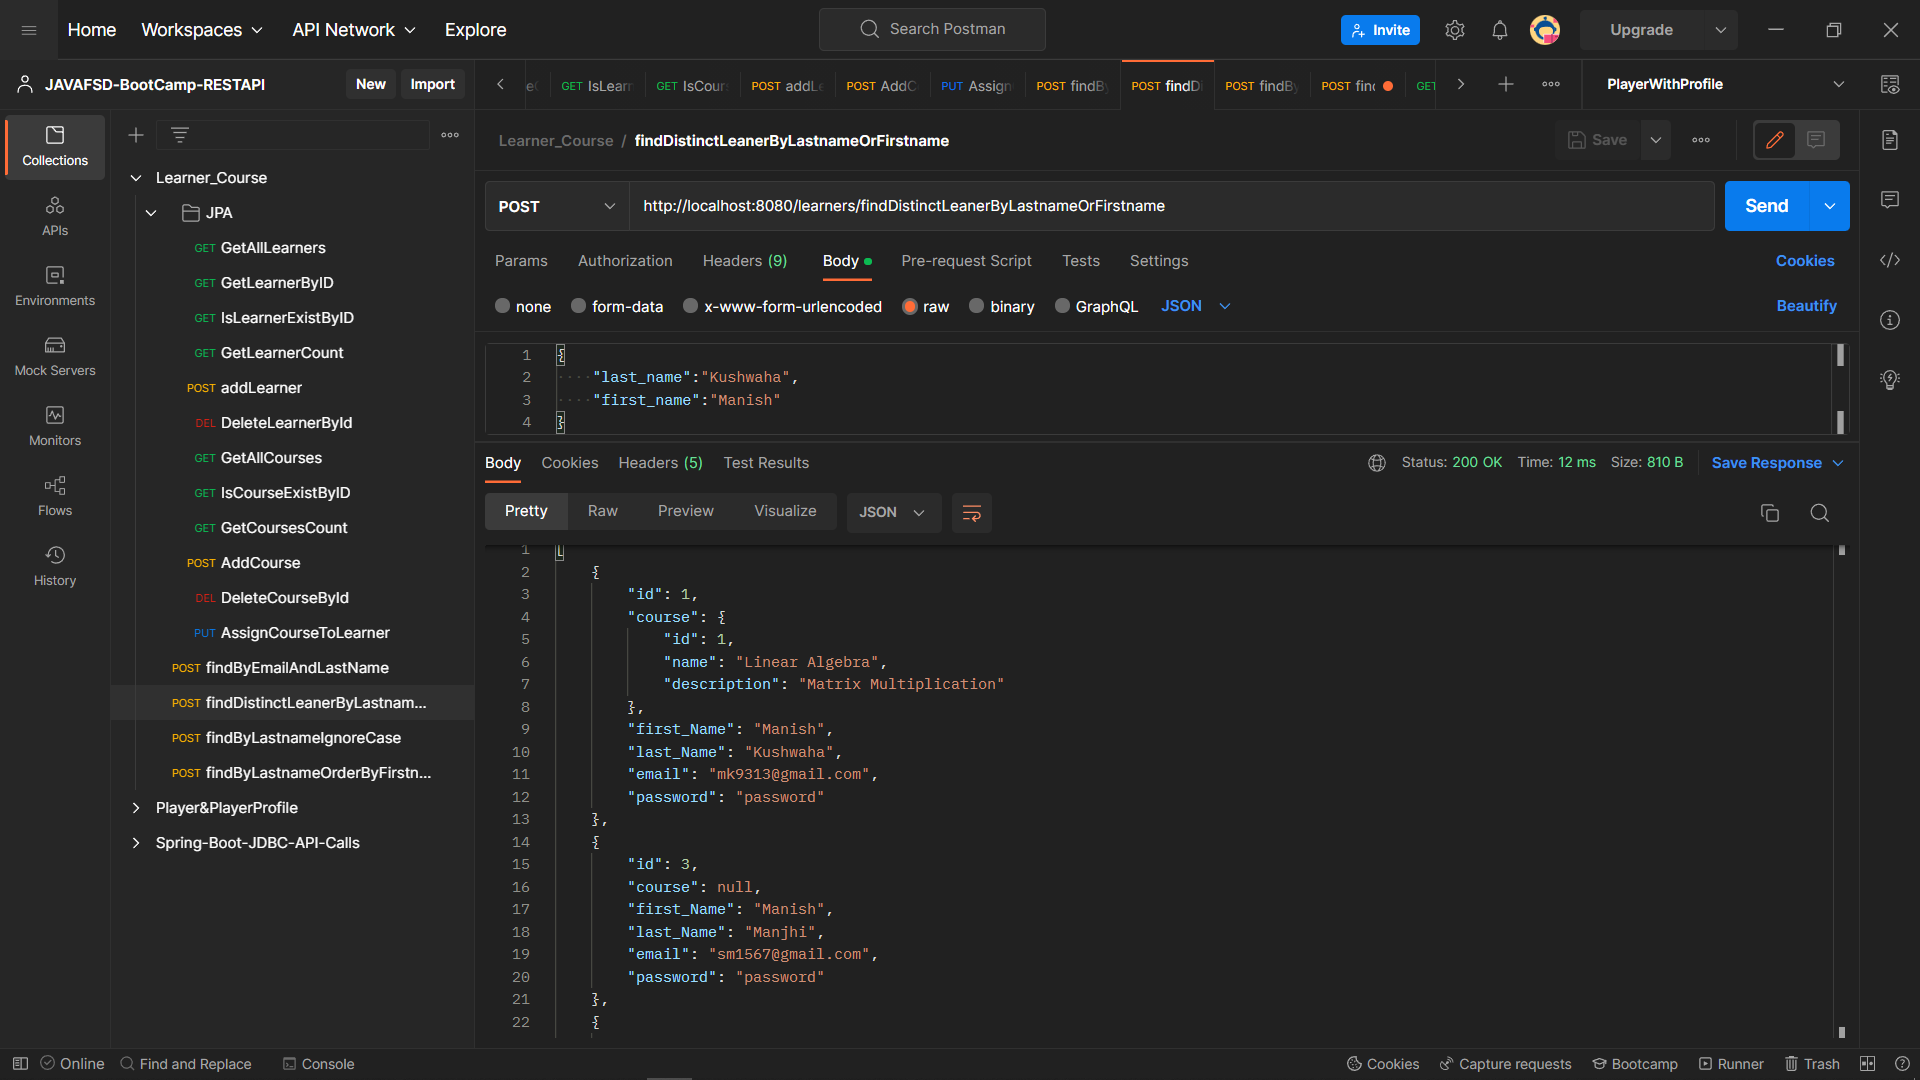 Home
Workspaces
API Network
Explore
Search Postman
Invite
Upgrade
JAVAFSD-BootCamp-RESTAPI
New
Import
GET IsLearn
GET IsCour
POST addLe
POST AddC
PUT Assign
POST findBy
POST findDi
POST findBy
POST fin
GET
PlayerWithProfile
Collections
APIs
Environments
Mock Servers
Monitors
Flows
History
Learner_Course
JPA
GET GetAllLearners
GET GetLearnerByID
GET IsLearnerExistByID
GET GetLearnerCount
POST addLearner
DEL DeleteLearnerById
GET GetAllCourses
GET IsCourseExistByID
GET GetCoursesCount
POST AddCourse
DEL DeleteCourseById
PUT AssignCourseToLearner
POST findByEmailAndLastName
POST findDistinctLeanerByLastnam...
POST findByLastnameIgnoreCase
POST findByLastnameOrderByFirstn...
Player&PlayerProfile
Spring-Boot-JDBC-API-Calls
Learner_Course / findDistinctLeanerByLastnameOrFirstname
Save
POST
http://localhost:8080/learners/findDistinctLeanerByLastnameOrFirstname
Send
Params
Authorization
Headers (9)
Body
Pre-request Script
Tests
Settings
Cookies
none
form-data
x-www-form-urlencoded
raw
binary
GraphQL
JSON
Beautify
1 {
2 "last_name":"Kushwaha",
3 "first_name":"Manish"
4 }
Body
Cookies
Headers (5)
Test Results
Status: 200 OK
Time: 12 ms
Size: 810 B
Save Response
Pretty
Raw
Preview
Visualize
JSON
1 [
2 {
3 "id": 1,
4 "course": {
5 "id": 1,
6 "name": "Linear Algebra",
7 "description": "Matrix Multiplication"
8 },
9 "first_Name": "Manish",
10 "last_Name": "Kushwaha",
11 "email": "mk9313@gmail.com",
12 "password": "password"
13 },
14 {
15 "id": 3,
16 "course": null,
17 "first_Name": "Manish",
18 "last_Name": "Manjhi",
19 "email": "sm1567@gmail.com",
20 "password": "password"
21 },
22 {
Online
Find and Replace
Console
Cookies
Capture requests
Bootcamp
Runner
Trash